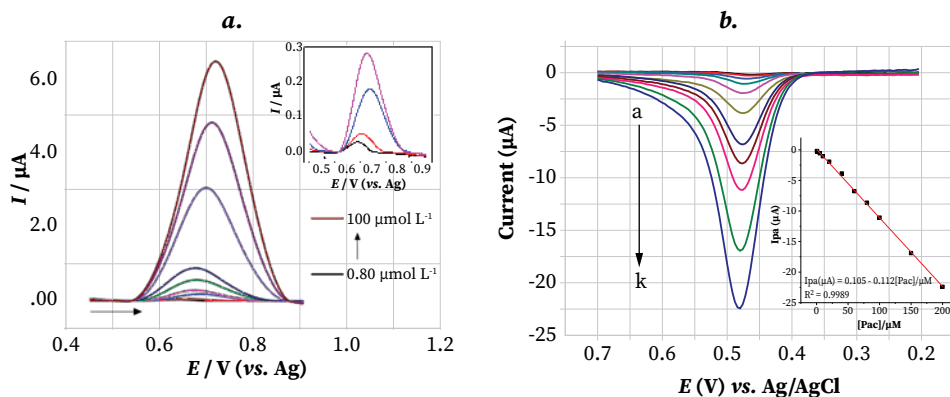 a.
6.0
4.0
2.0
.00
I / μA
0.4 0.6 0.8 1.0 1.2
E / V (vs. Ag)
0.3
0.2
0.1
0.0
I / μA
0.5 0.6 0.7 0.8 0.9
E / V (vs. Ag)
100 μmol L⁻¹
0.80 μmol L⁻¹
b.
0
-5
-10
-15
-20
-25
Current (μA)
a
k
0.7 0.6 0.5 0.4 0.3 0.2
E (V) vs. Ag/AgCl
0
-5
-10
-15
-20
-25
Ipa (μA)
Ipa(μA) = 0.105 - 0.112[Pac]/μM
R² = 0.9989
0 50 100 150 200
[Pac]/μM